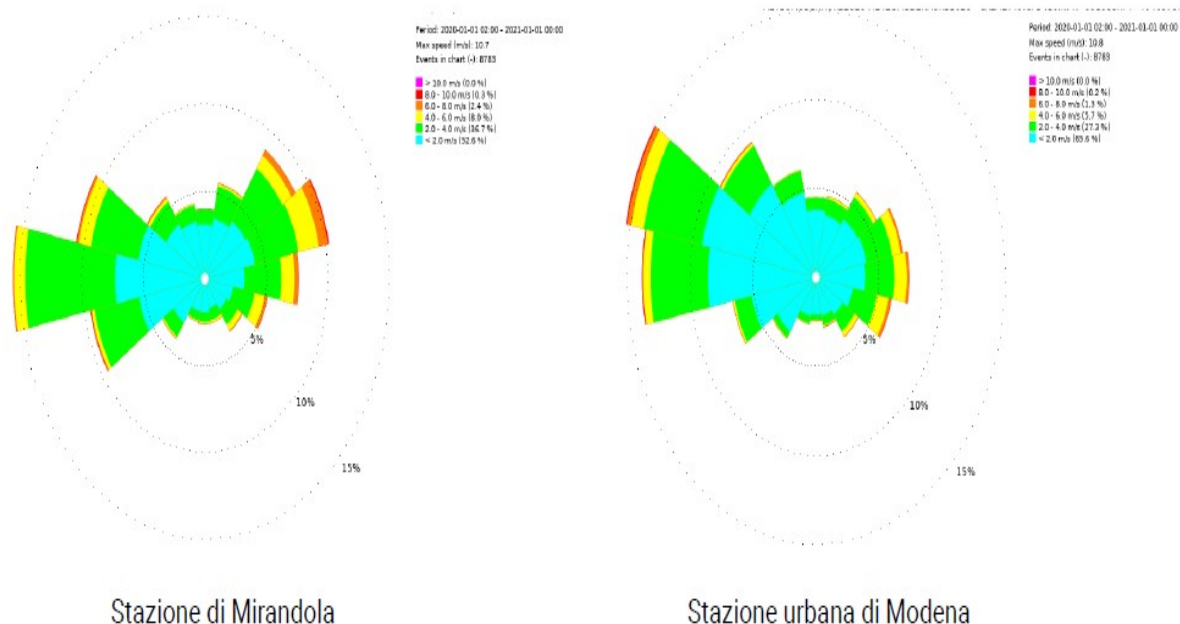 Period: 2020-01-01 02:00 - 2021-01-01 00:00
Max speed (m/s): 10.7
Events in chart (-): 8783
> 10.0 m/s (0.0 %)
8.0 - 10.0 m/s (0.3 %)
6.0 - 8.0 m/s (2.4 %)
4.0 - 6.0 m/s (8.0 %)
2.0 - 4.0 m/s (36.7 %)
< 2.0 m/s (52.6 %)
5%
10%
15%
Stazione di Mirandola
Period: 2020-01-01 02:00 - 2021-01-01 00:00
Max speed (m/s): 10.8
Events in chart (-): 8783
> 10.0 m/s (0.0 %)
8.0 - 10.0 m/s (0.2 %)
6.0 - 8.0 m/s (1.3 %)
4.0 - 6.0 m/s (5.7 %)
2.0 - 4.0 m/s (27.3 %)
< 2.0 m/s (65.6 %)
5%
10%
15%
Stazione urbana di Modena